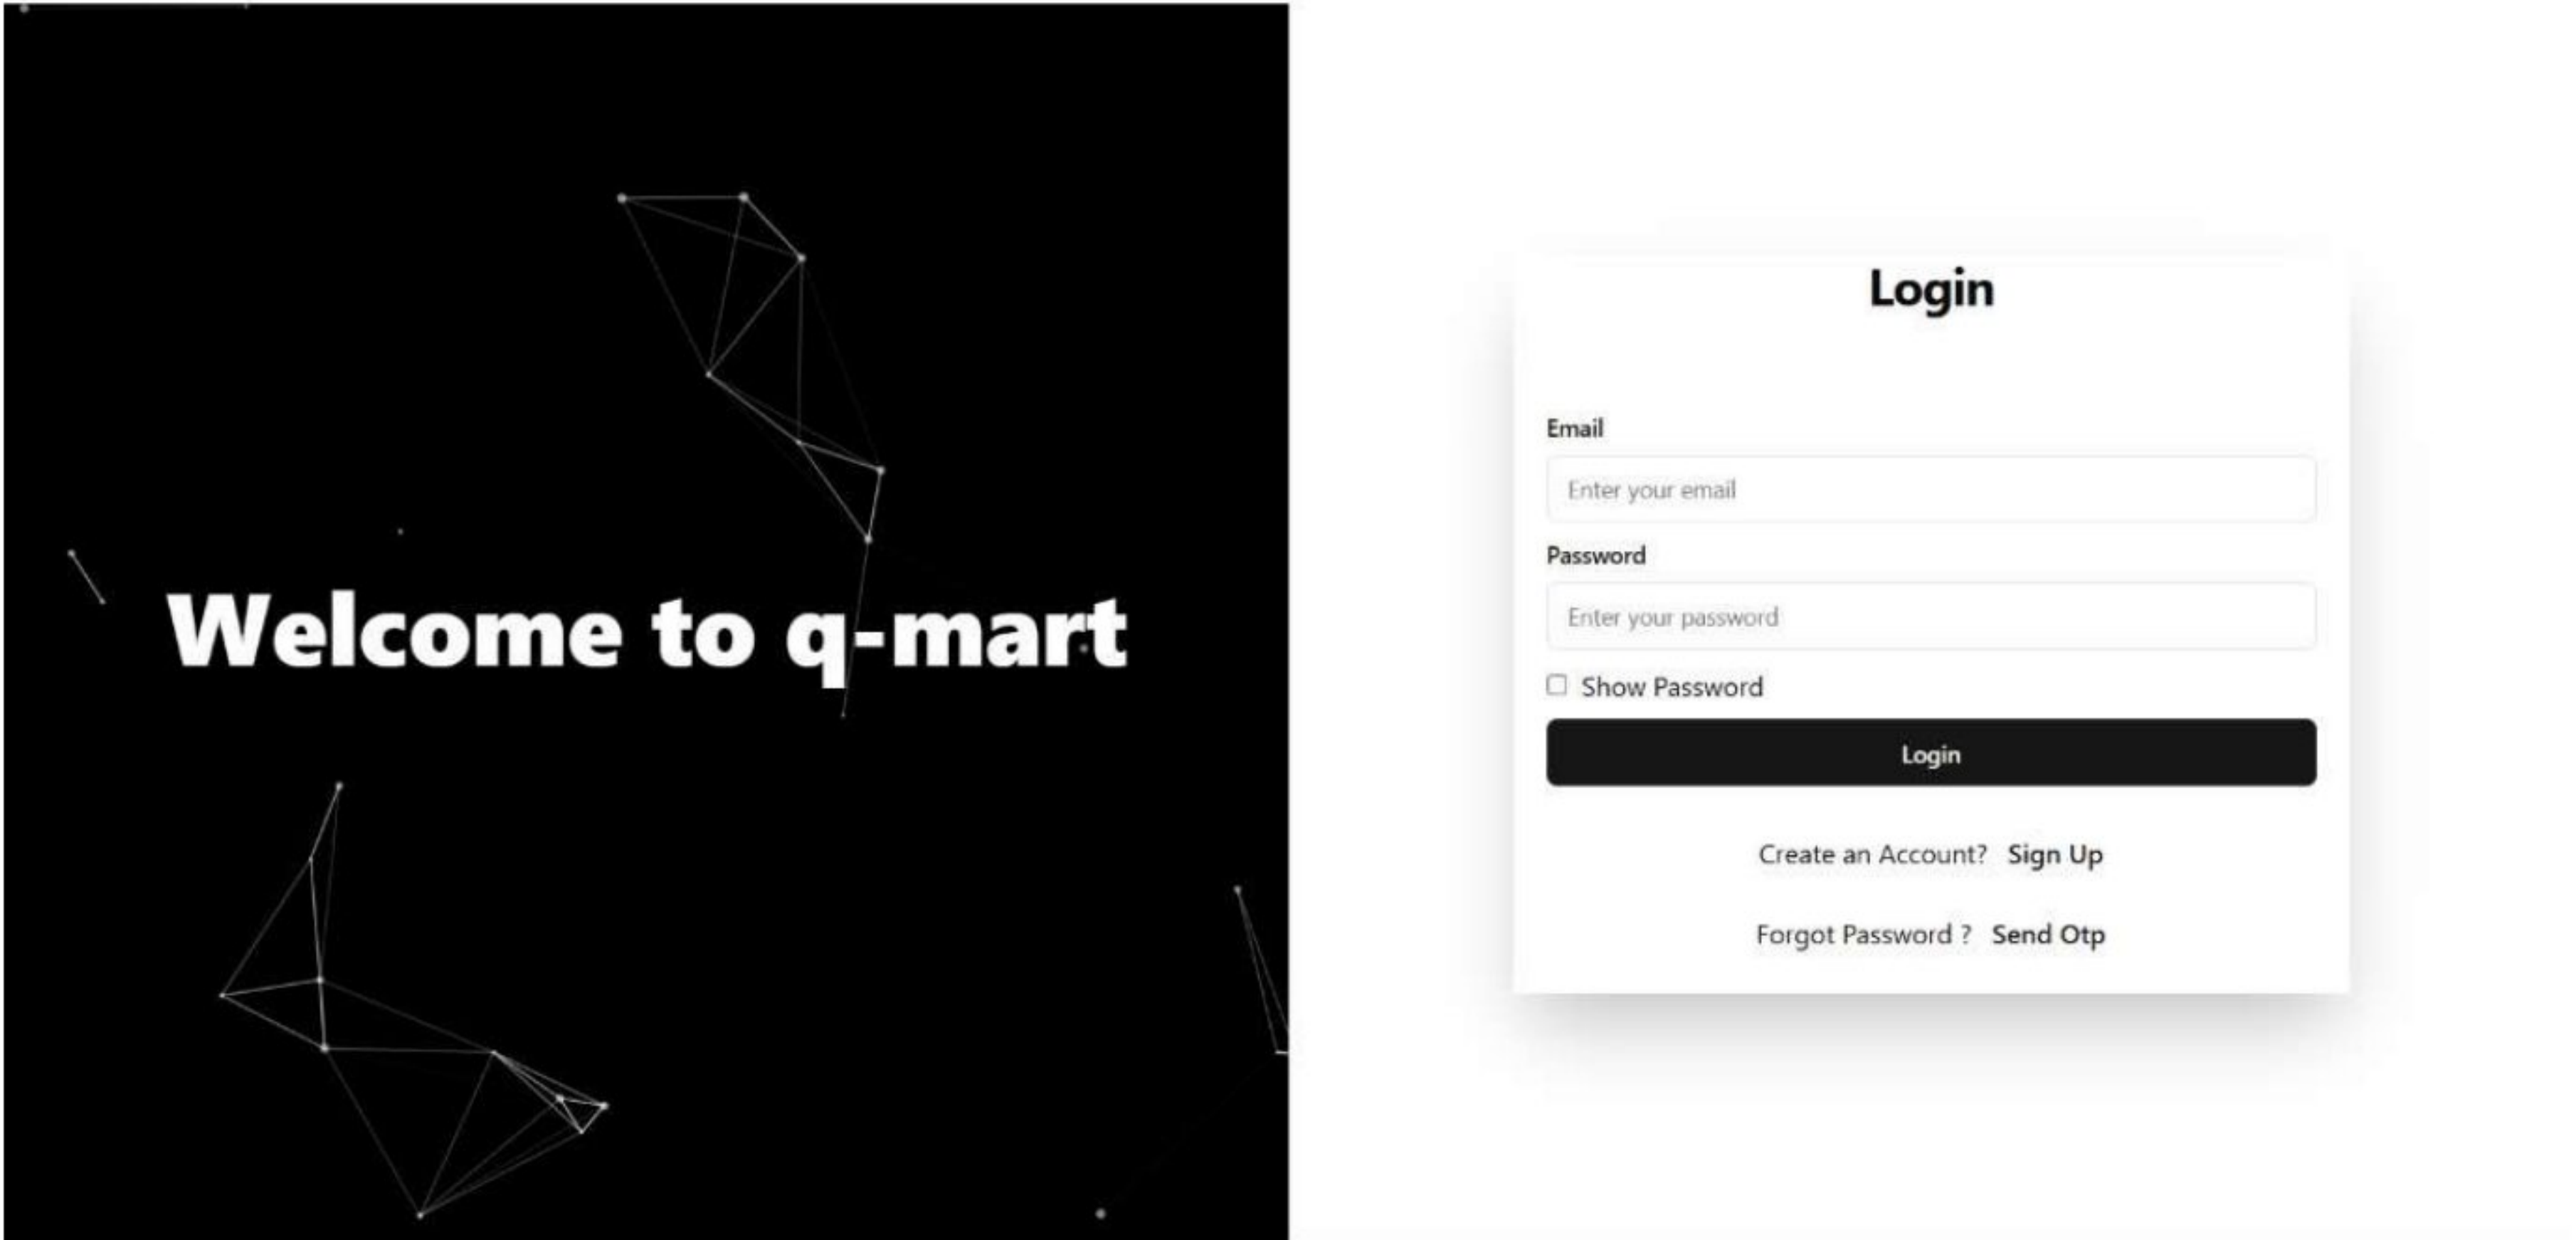 Welcome to q-mart
Login
Email
Enter your email
Password
Enter your password
Show Password
Login
Create an Account? Sign Up
Forgot Password ? Send Otp